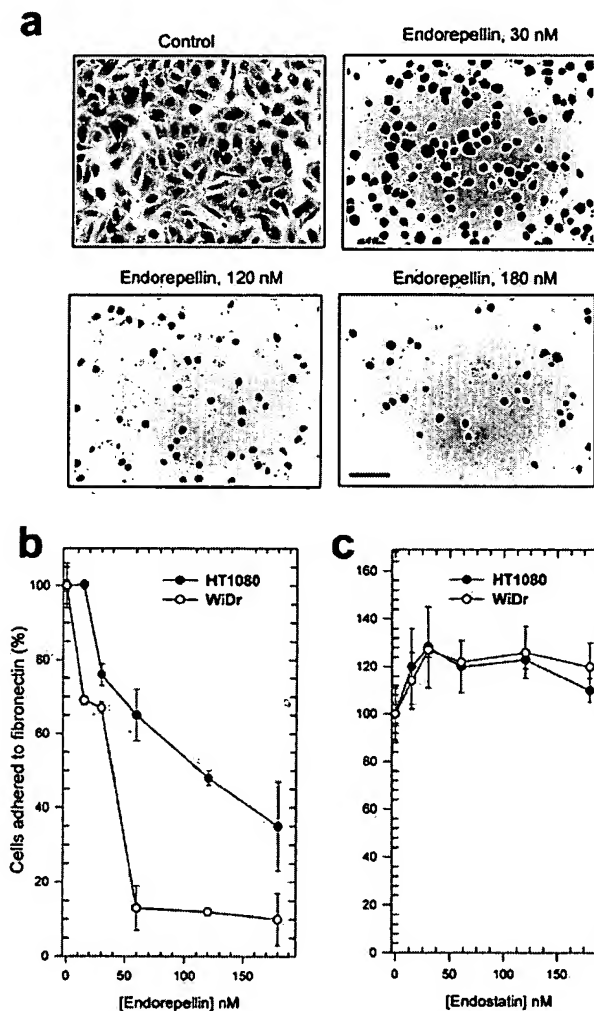 a
Control
Endorepellin, 30 nM
Endorepellin, 120 nM
Endorepellin, 180 nM
b
c
HT1080
WiDr
HT1080
WiDr
Cells adhered to fibronectin (%)
100
80
60
40
20
0
160
140
120
100
80
60
40
20
0
0 50 100 150
0 50 100 150
[Endorepellin] nM
[Endostatin] nM